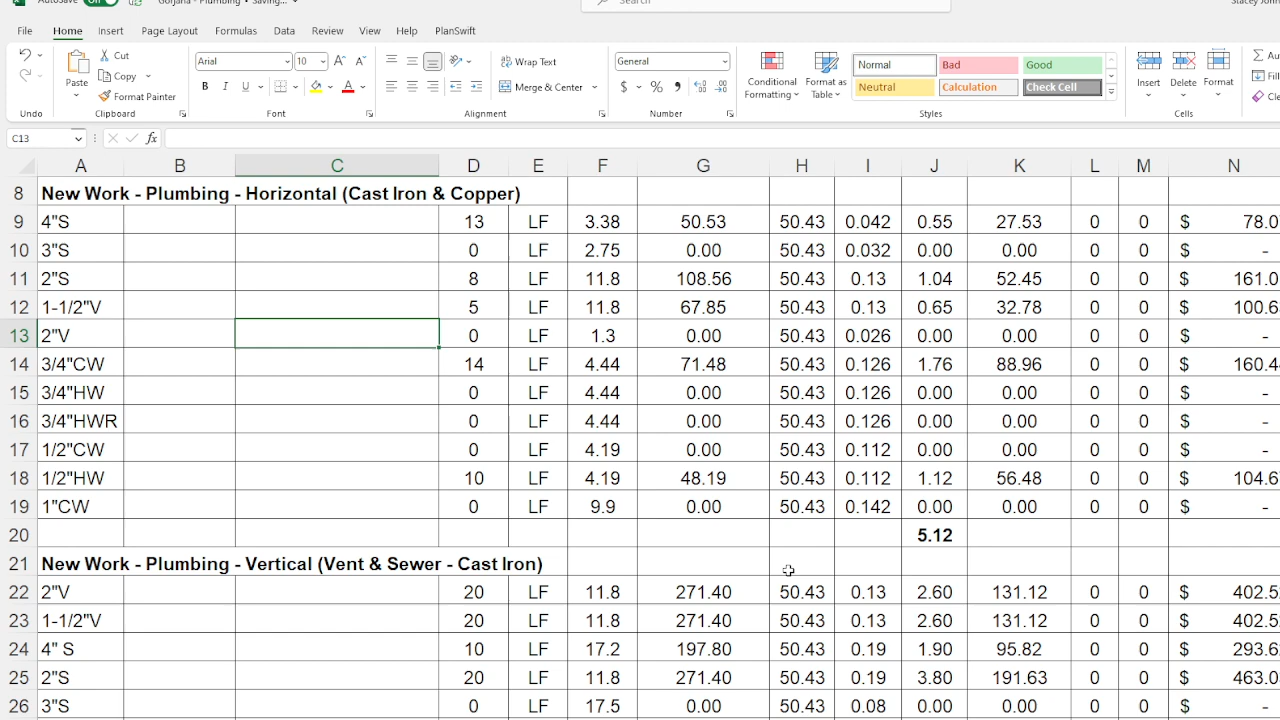 AutoSave On Gorjana - Plumbing • Saving... Search
File Home Insert Page Layout Formulas Data Review View Help PlanSwift
Cut Arial 10 Wrap Text General Normal Bad Good
Paste Copy Conditional Formatting Format as Table Insert Delete Format
Format Painter B I U Merge & Center $ % Neutral Calculation Check Cell
Undo Clipboard Font Alignment Number Styles Cells
C13 fx
A B C D E F G H I J K L M N
8 New Work - Plumbing - Horizontal (Cast Iron & Copper)
9 4"S 13 LF 3.38 50.53 50.43 0.042 0.55 27.53 0 0 $ 78.0
10 3"S 0 LF 2.75 0.00 50.43 0.032 0.00 0.00 0 0 $ -
11 2"S 8 LF 11.8 108.56 50.43 0.13 1.04 52.45 0 0 $ 161.0
12 1-1/2"V 5 LF 11.8 67.85 50.43 0.13 0.65 32.78 0 0 $ 100.6
13 2"V 0 LF 1.3 0.00 50.43 0.026 0.00 0.00 0 0 $ -
14 3/4"CW 14 LF 4.44 71.48 50.43 0.126 1.76 88.96 0 0 $ 160.4
15 3/4"HW 0 LF 4.44 0.00 50.43 0.126 0.00 0.00 0 0 $ -
16 3/4"HWR 0 LF 4.44 0.00 50.43 0.126 0.00 0.00 0 0 $ -
17 1/2"CW 0 LF 4.19 0.00 50.43 0.112 0.00 0.00 0 0 $ -
18 1/2"HW 10 LF 4.19 48.19 50.43 0.112 1.12 56.48 0 0 $ 104.6
19 1"CW 0 LF 9.9 0.00 50.43 0.142 0.00 0.00 0 0 $ -
20 5.12
21 New Work - Plumbing - Vertical (Vent & Sewer - Cast Iron)
22 2"V 20 LF 11.8 271.40 50.43 0.13 2.60 131.12 0 0 $ 402.5
23 1-1/2"V 20 LF 11.8 271.40 50.43 0.13 2.60 131.12 0 0 $ 402.5
24 4" S 10 LF 17.2 197.80 50.43 0.19 1.90 95.82 0 0 $ 293.6
25 2"S 20 LF 11.8 271.40 50.43 0.19 3.80 191.63 0 0 $ 463.0
26 3"S 0 LF 17.5 0.00 50.43 0.08 0.00 0.00 0 0 $ -